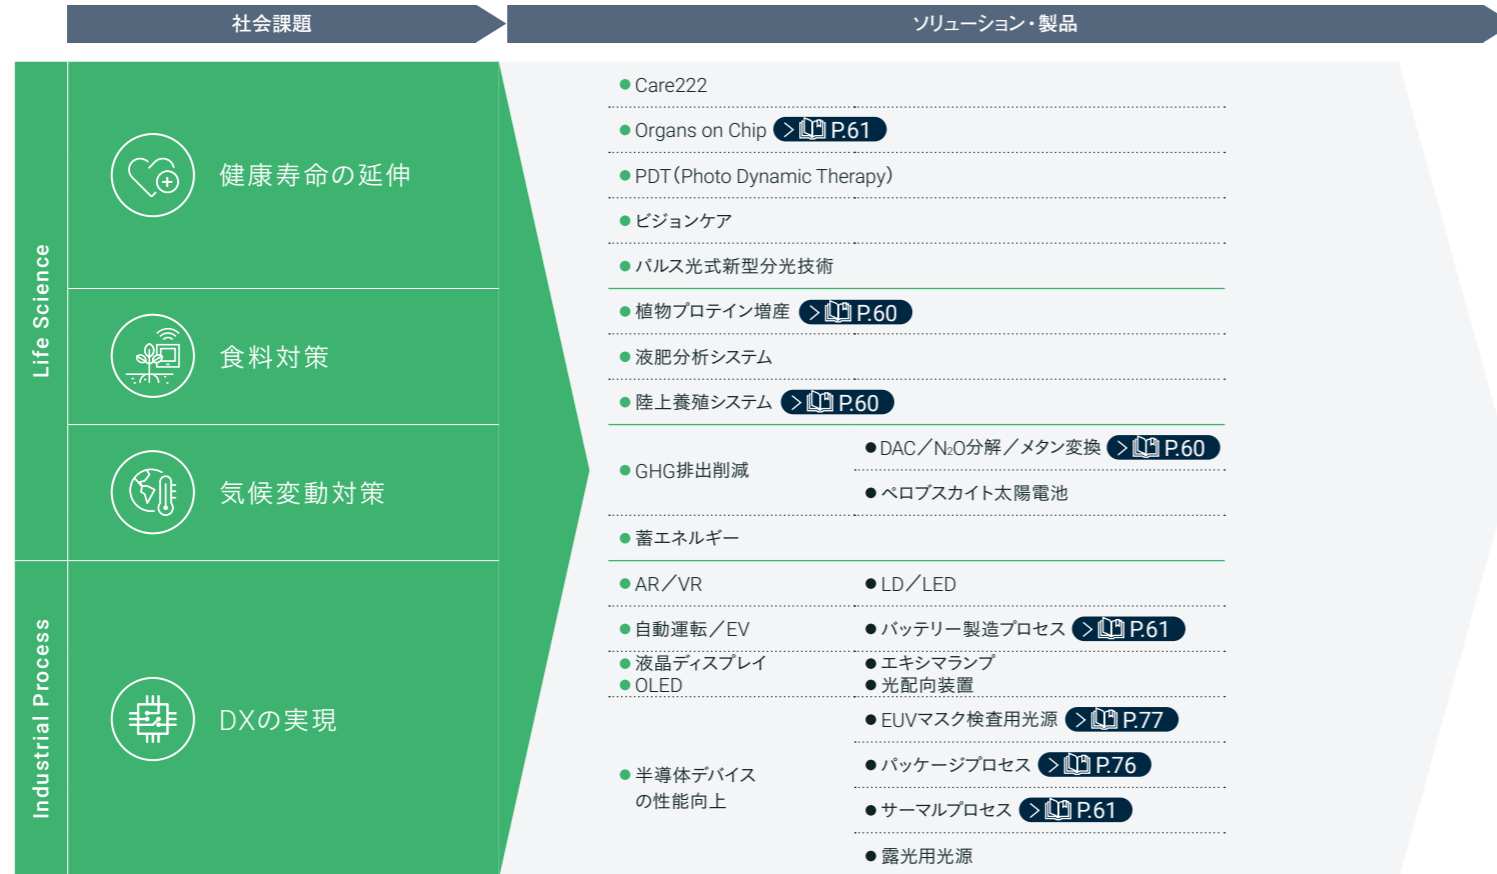 社会課題
ソリューション・製品
Life Science
健康寿命の延伸
● Care222
● Organs on Chip > P.61
● PDT(Photo Dynamic Therapy)
● ビジョンケア
● パルス光式新型分光技術
食料対策
● 植物プロテイン増産 > P.60
● 液肥分析システム
● 陸上養殖システム > P.60
気候変動対策
● GHG排出削減
● DAC/N₂O分解/メタン変換 > P.60
● ペロブスカイト太陽電池
● 蓄エネルギー
Industrial Process
DXの実現
● AR/VR
● LD/LED
● 自動運転/EV
● バッテリー製造プロセス > P.61
● 液晶ディスプレイ
● OLED
● エキシマランプ
● 光配向装置
● 半導体デバイス
の性能向上
● EUVマスク検査用光源 > P.77
● パッケージプロセス > P.76
● サーマルプロセス > P.61
● 露光用光源